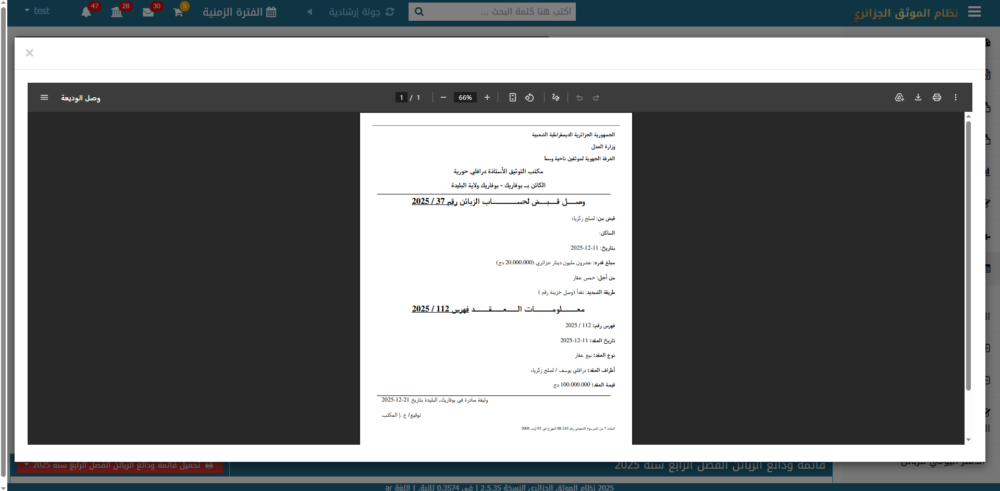 نظام الموثق الجزائري
اكتب هنا كلمة البحث ...
جولة إرشادية
الفترة الزمنية
5
30
28
47
test
×
وصل الوديعة
1 / 1
66%
الجمهورية الجزائرية الديمقراطية الشعبية
وزارة العدل
الغرفة الجهوية لموثقين ناحية وسط
مكتب التوثيق الأستاذة درافلي حورية
الكائن بــ بوفاريك - بوفاريك ولاية البليدة
وصـــل قـــبـــض لحســـــــــاب الزبائن رقم 37 / 2025
قبض من: لصلج زكرياء
الساكن:
بتاريخ: 11-12-2025
مبلغ قدره: عشرون مليون دينار جزائري (20.000.000 دج)
من أجل: خمس عقار
طريقة التسديد: نقداً (وصل خزينة رقم )
معـــــلومـــــــات الـــــعـــــقـــــد فهرس 112 / 2025
فهرس رقم: 112 / 2025
تاريخ العقد: 11-12-2025
نوع العقد: بيع عقار
أطراف العقد: درافلي يوسف / لصلج زكرياء
قيمة العقد: 100.000.000 دج
وثيقة صادرة في بوفاريك, البليدة بتاريخ 21-12-2025
توقيع/ ع .إ المكتب
المادة 7 من المرسوم التنفيذي رقم 243-08 المؤرخ في 03 أوت 2008
قائمة ودائع الزبائن الفصل الرابع سنة 2025
تحميل قائمة ودائع الزبائن الفصل الرابع سنة 2025
2025 نظام الموثق الجزائري النسخة 2.5.35 | في 0.3574 ثانية. | اللغة ar